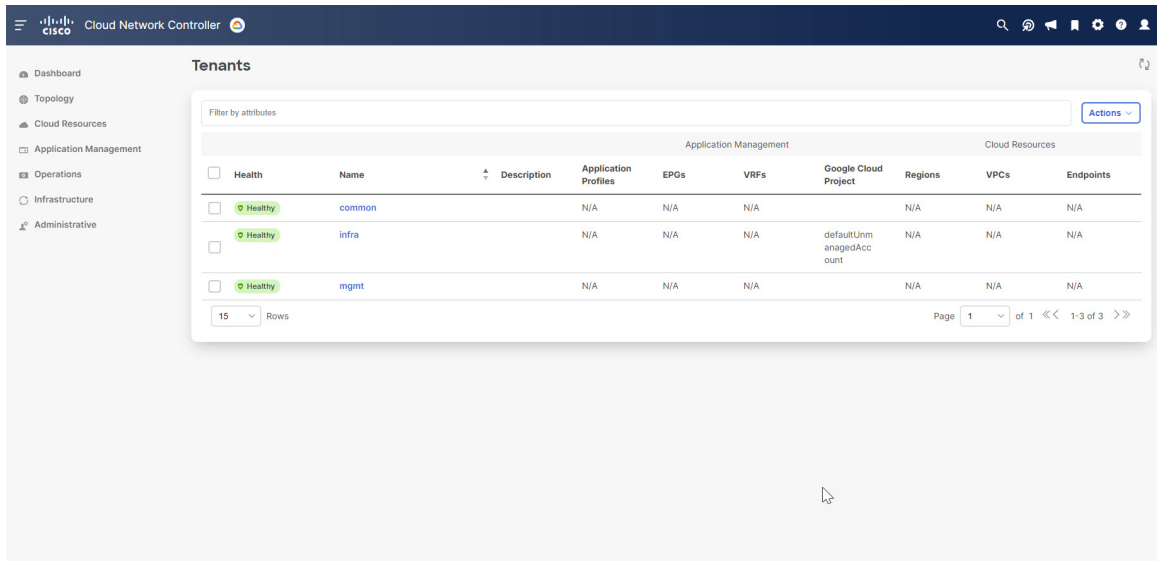 CISCO Cloud Network Controller
Tenants
Dashboard
Topology
Cloud Resources
Application Management
Operations
Infrastructure
Administrative
Filter by attributes
Actions
Application Management Cloud Resources
Health Name Description Application Profiles EPGs VRFs Google Cloud Project Regions VPCs Endpoints
Healthy common N/A N/A N/A N/A N/A N/A
Healthy infra N/A N/A N/A defaultUnm N/A N/A N/A
anagedAcc
ount
Healthy mgmt N/A N/A N/A N/A N/A N/A
15 Rows Page 1 of 1 1-3 of 3